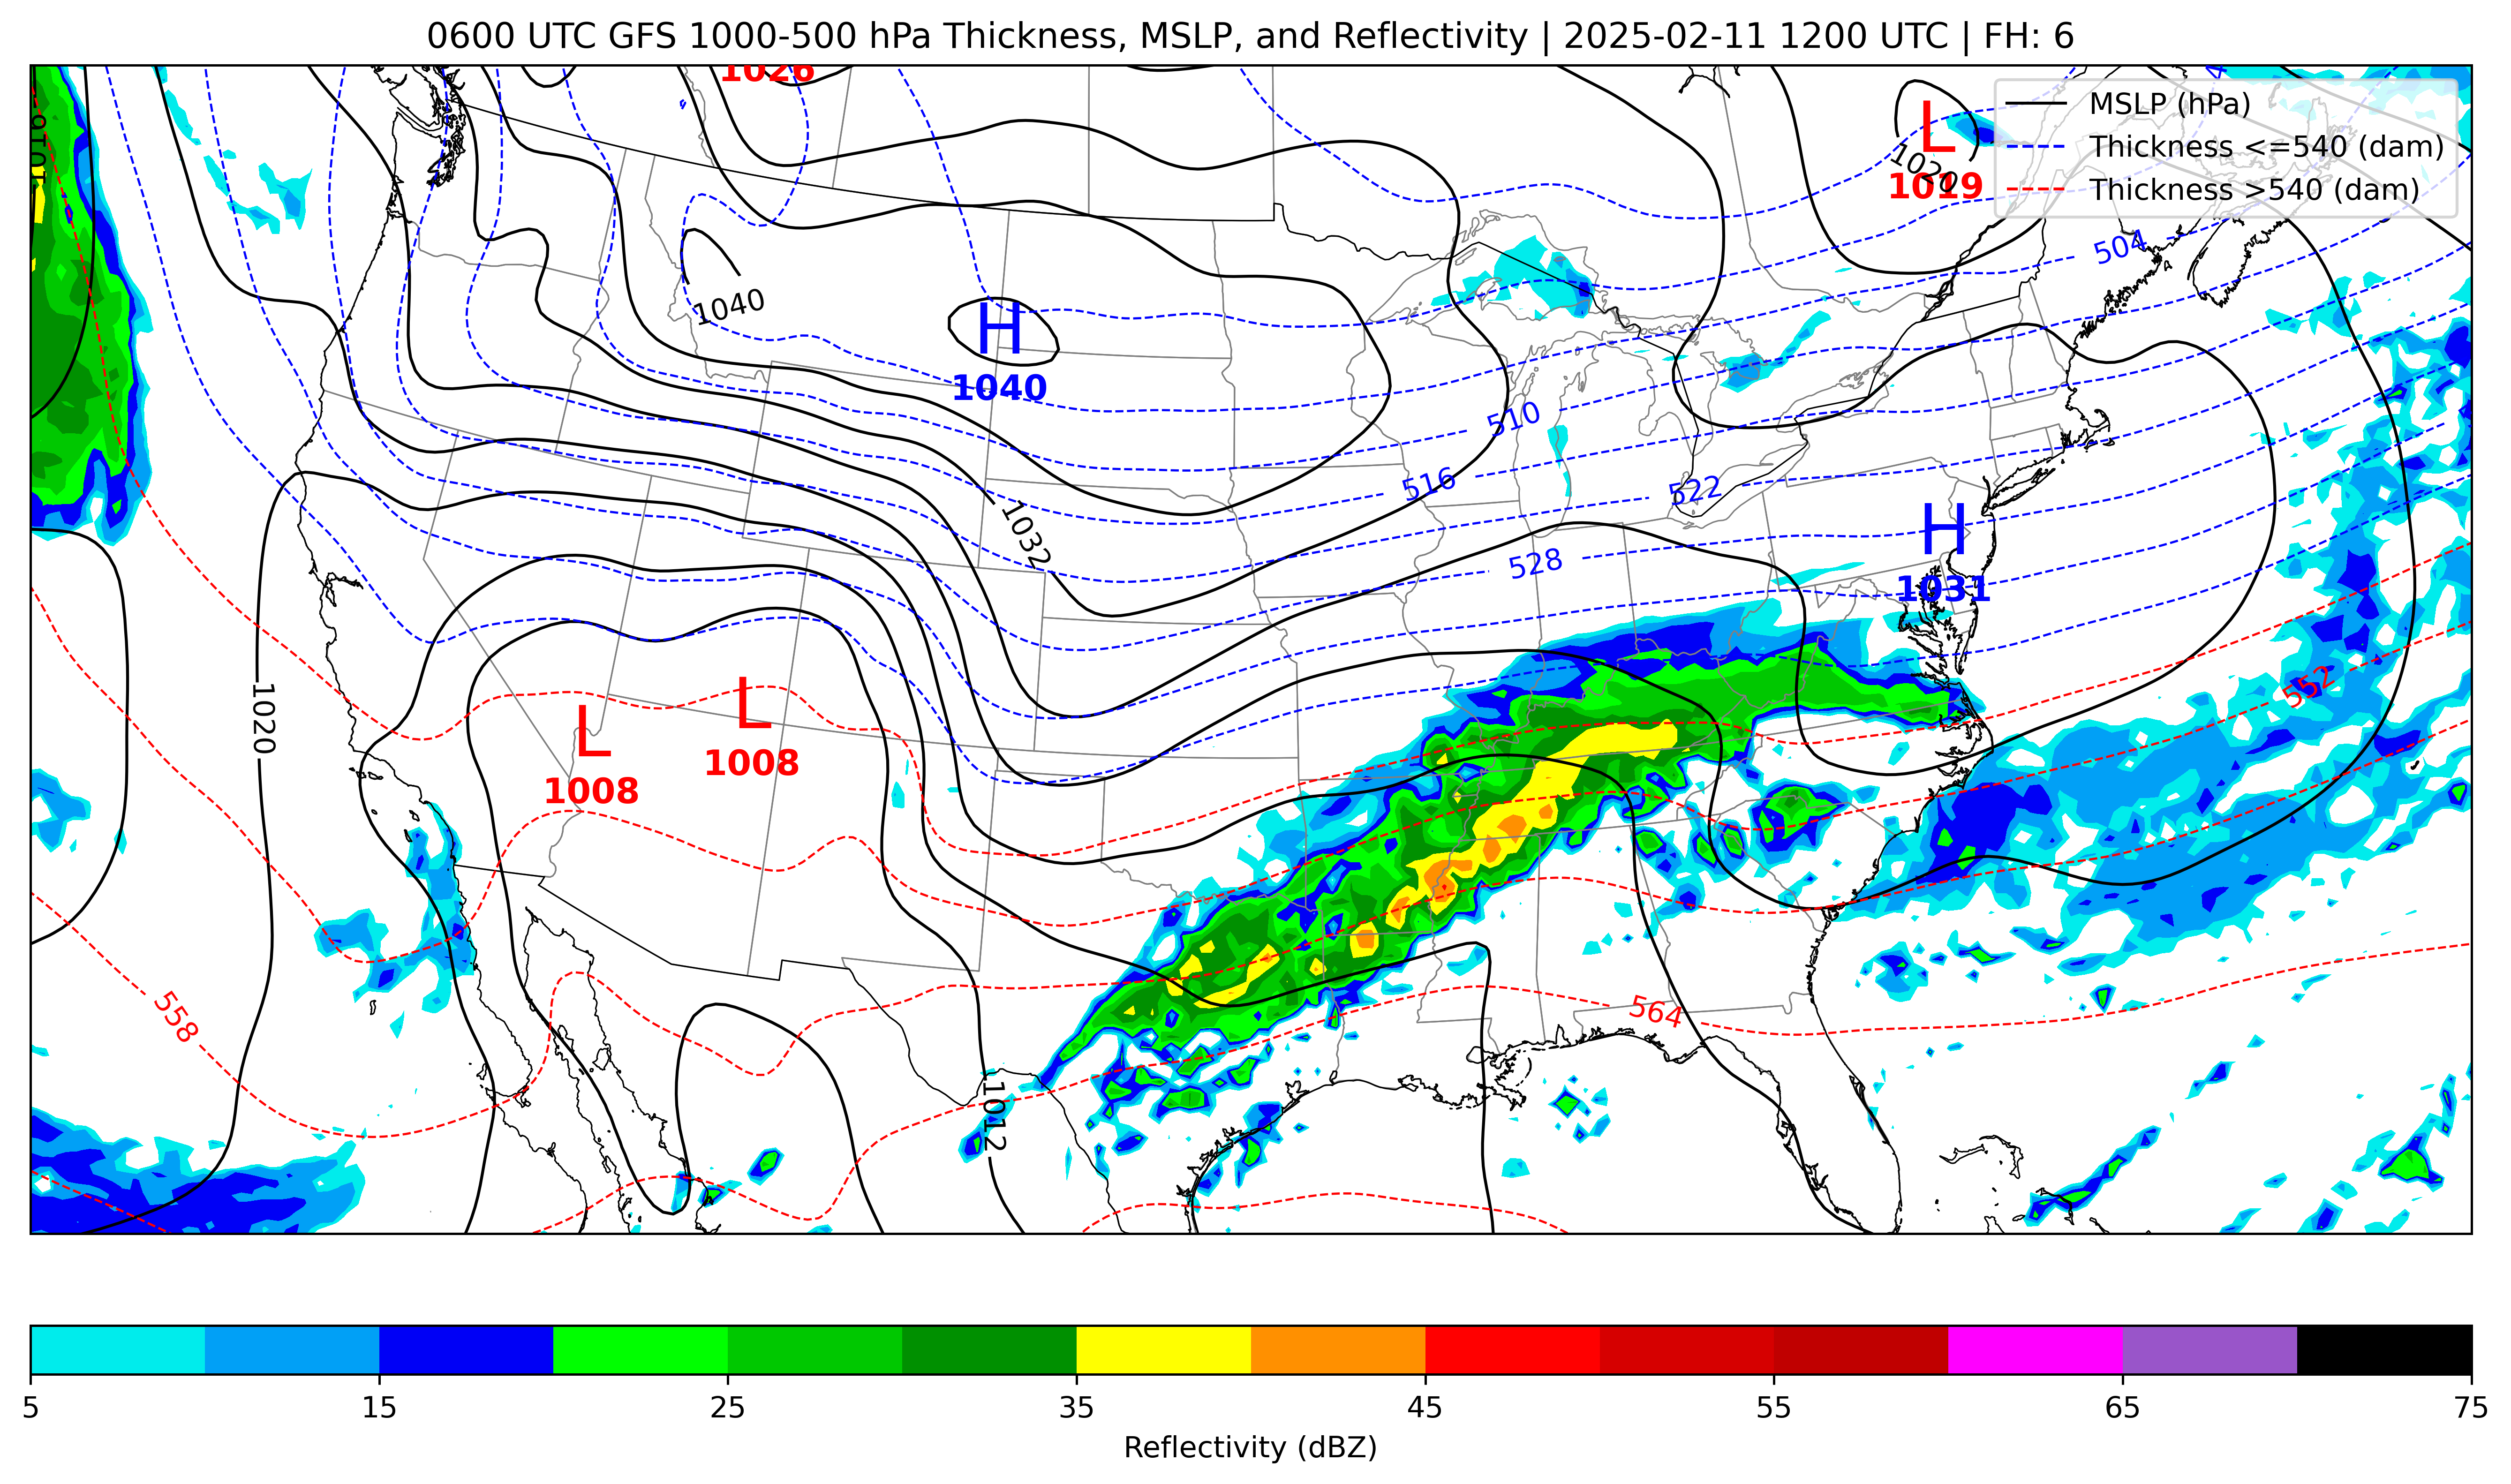 0600 UTC GFS 1000-500 hPa Thickness, MSLP, and Reflectivity | 2025-02-11 1200 UTC | FH: 6
1026
MSLP (hPa)
Thickness <=540 (dam)
Thickness >540 (dam)
L
1020
1019
1016
504
1040
H
1040
510
516
522
528
1032
H
1031
552
1020
L
1008
L
1008
558
564
1012
5 15 25 35 45 55 65 75
Reflectivity (dBZ)